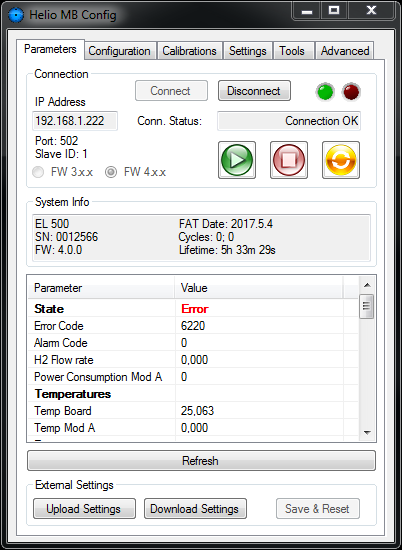 Helio MB Config
Parameters Configuration Calibrations Settings Tools Advanced
Connection
Connect Disconnect
IP Address
192.168.1.222 Conn. Status: Connection OK
Port: 502
Slave ID: 1
FW 3.x.x FW 4.x.x
System Info
EL 500 FAT Date: 2017.5.4
SN: 0012566 Cycles: 0; 0
FW: 4.0.0 Lifetime: 5h 33m 29s
Parameter Value
State Error
Error Code 6220
Alarm Code 0
H2 Flow rate 0,000
Power Consumption Mod A 0
Temperatures
Temp Board 25,063
Temp Mod A 0,000
Refresh
External Settings
Upload Settings Download Settings Save & Reset